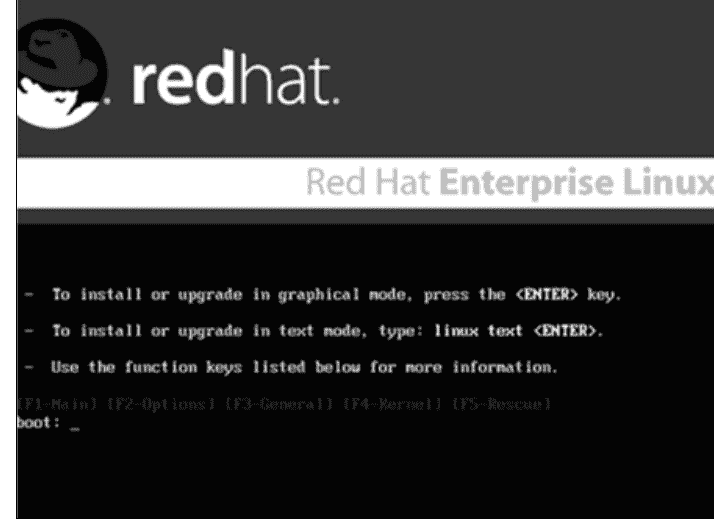 redhat.
Red Hat Enterprise Linux
- To install or upgrade in graphical mode, press the <ENTER> key.
- To install or upgrade in text mode, type: linux text <ENTER>.
- Use the function keys listed below for more information.
[F1-Main] [F2-Options] [F3-General] [F4-Kernel] [F5-Rescue]
boot: _